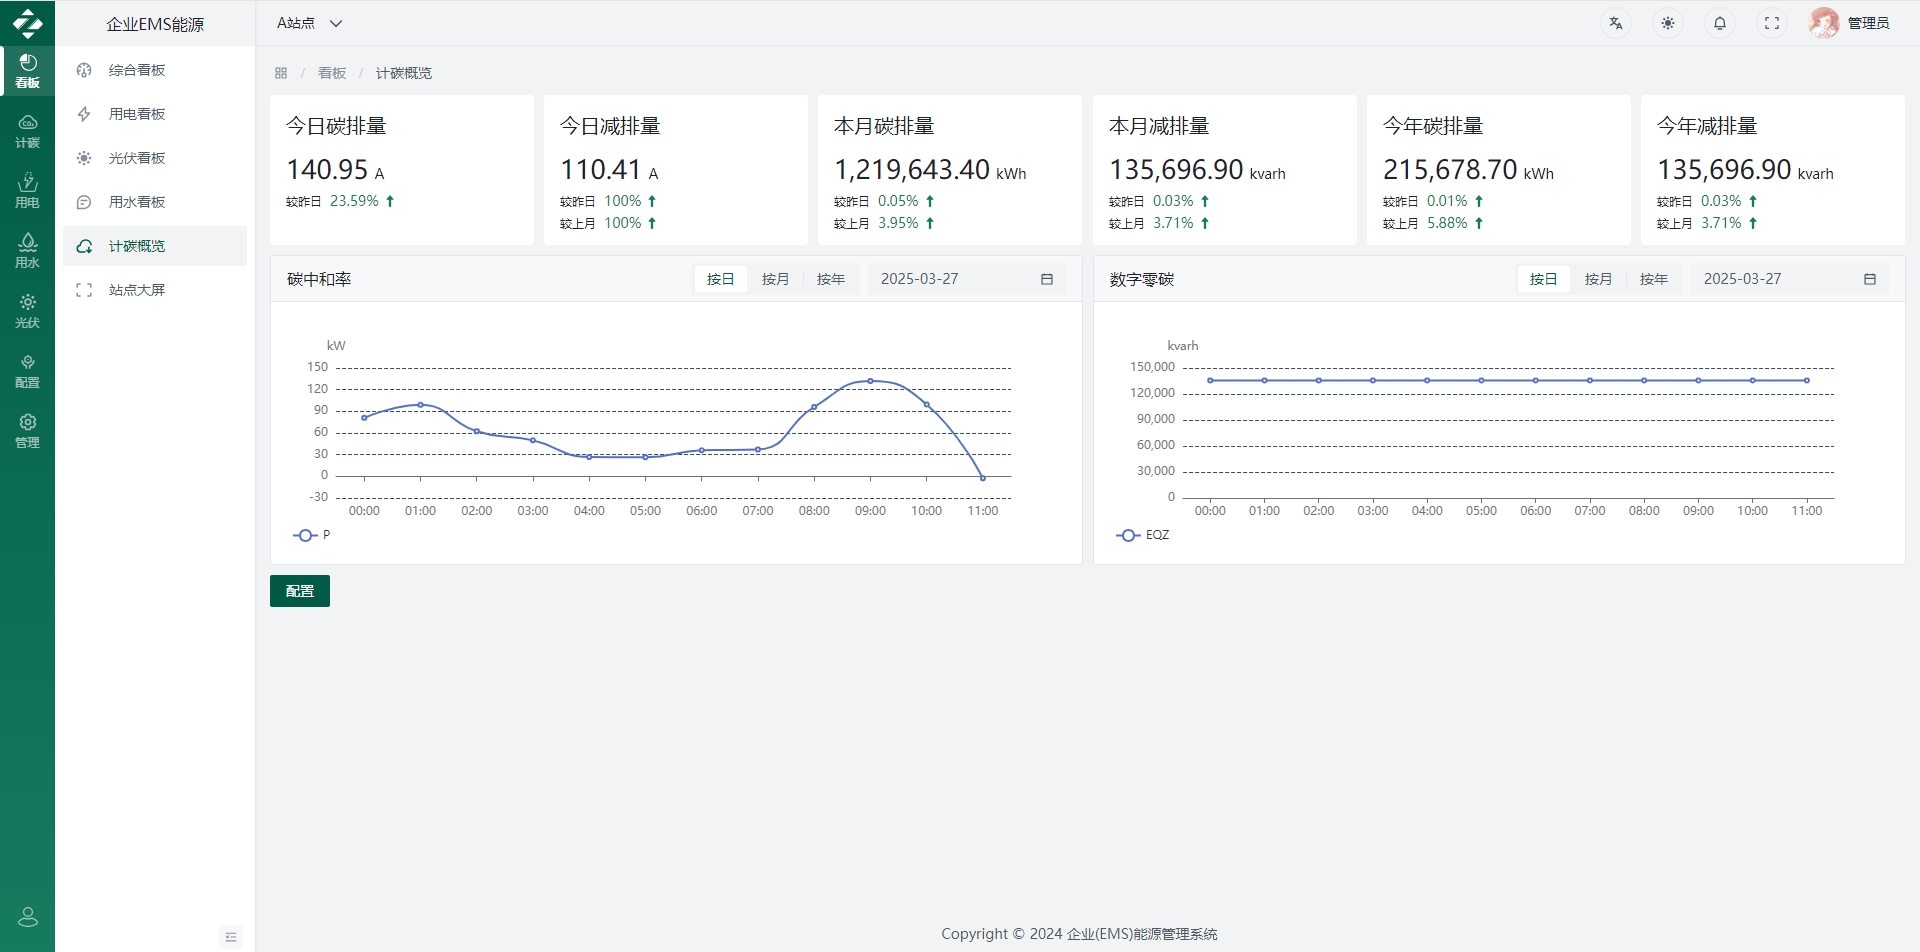 企业EMS能源
A站点
管理员
看板
计碳
用电
用水
光伏
配置
管理
综合看板
用电看板
光伏看板
用水看板
计碳概览
站点大屏
/ 看板 / 计碳概览
今日碳排量
140.95 A
较昨日 23.59%
今日减排量
110.41 A
较昨日 100%
较上月 100%
本月碳排量
1,219,643.40 kWh
较昨日 0.05%
较上月 3.95%
本月减排量
135,696.90 kvarh
较昨日 0.03%
较上月 3.71%
今年碳排量
215,678.70 kWh
较昨日 0.01%
较上月 5.88%
今年减排量
135,696.90 kvarh
较昨日 0.03%
较上月 3.71%
碳中和率
按日 按月 按年 2025-03-27
kW
150
120
90
60
30
0
-30
00:00 01:00 02:00 03:00 04:00 05:00 06:00 07:00 08:00 09:00 10:00 11:00
P
数字零碳
按日 按月 按年 2025-03-27
kvarh
150,000
120,000
90,000
60,000
30,000
0
00:00 01:00 02:00 03:00 04:00 05:00 06:00 07:00 08:00 09:00 10:00 11:00
EQZ
配置
Copyright © 2024 企业(EMS)能源管理系统